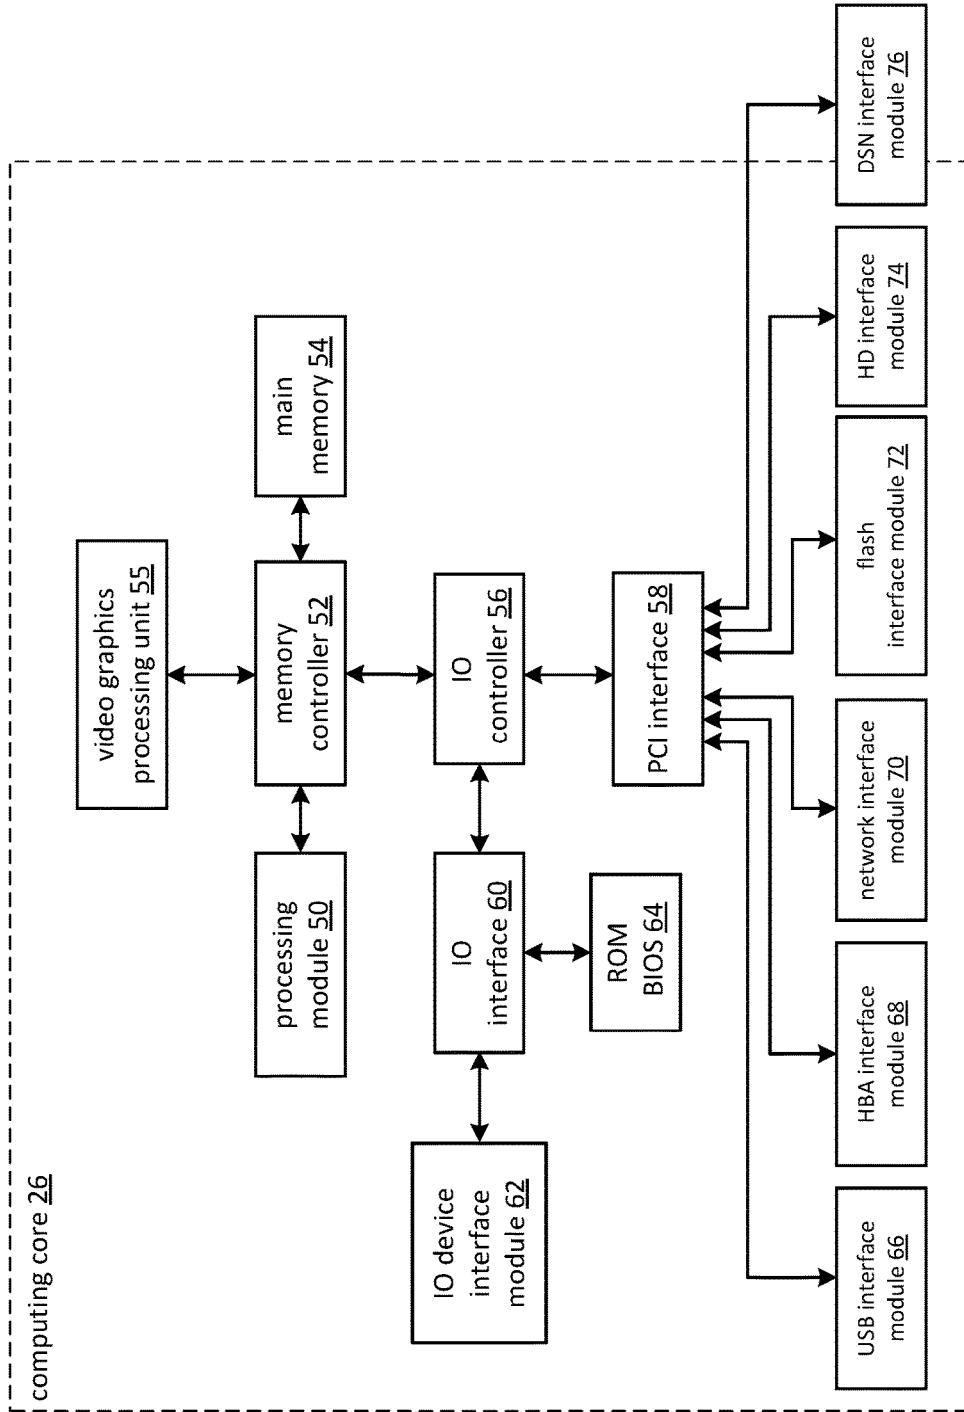 computing core 26
video graphics
processing unit 55
processing
module 50
memory
controller 52
main
memory 54
IO device
interface
module 62
IO
interface 60
IO
controller 56
ROM
BIOS 64
PCI interface 58
USB interface
module 66
HBA interface
module 68
network interface
module 70
flash
interface module 72
HD interface
module 74
DSN interface
module 76